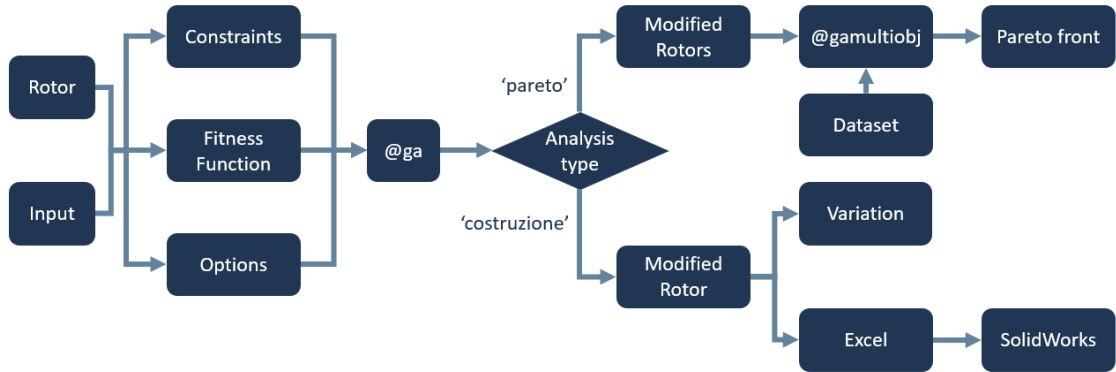 Rotor
Input
Constraints
Fitness
Function
Options
@ga
Analysis
type
'pareto'
Modified
Rotors
@gamultiobj
Pareto front
Dataset
'costruzione'
Modified
Rotor
Variation
Excel
SolidWorks